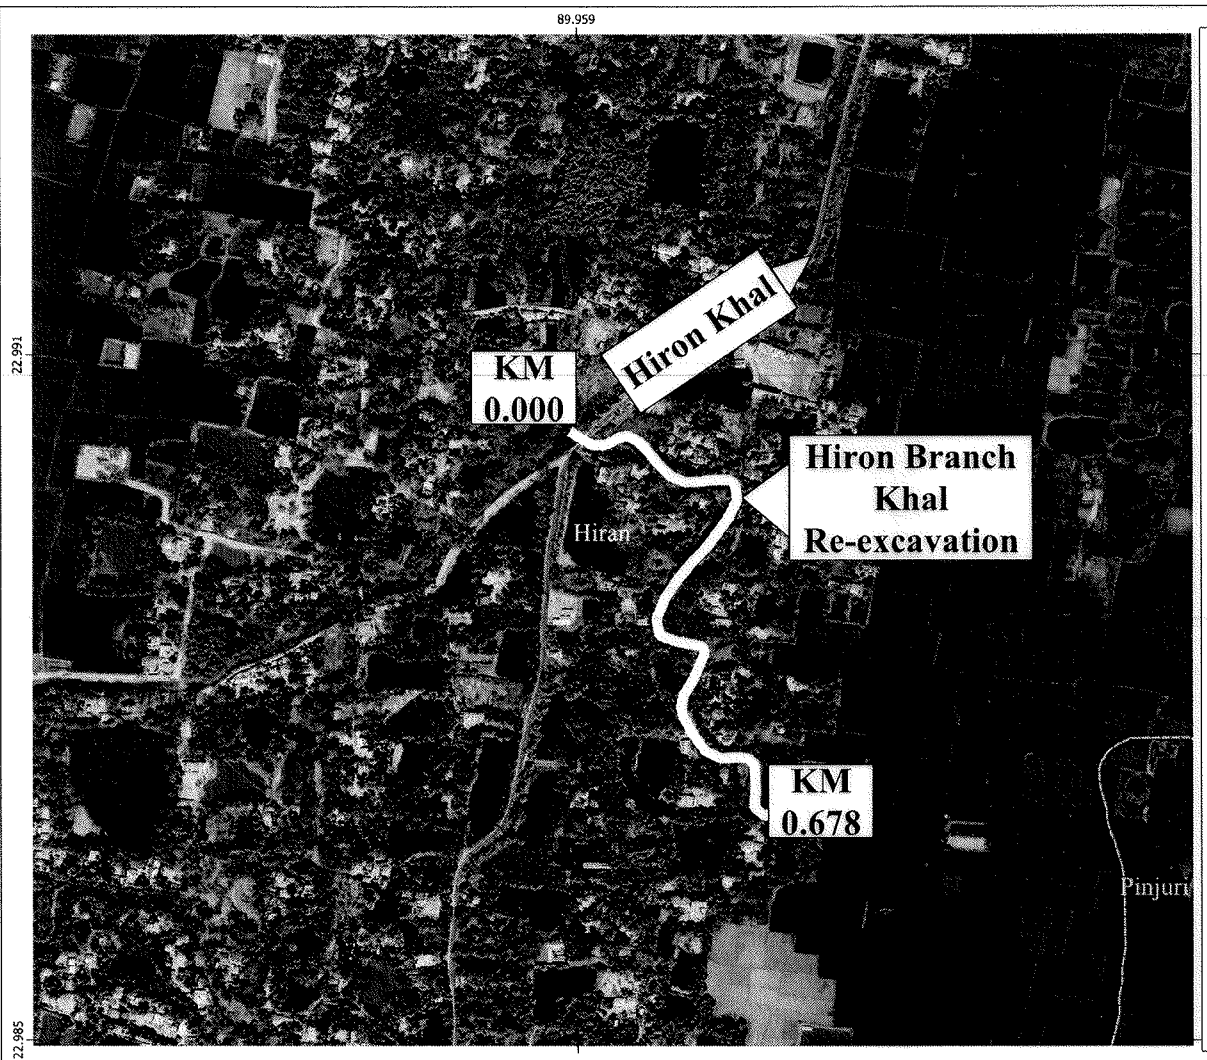 89.959
22.991
Hiron Khal
KM
0.000
Hiron Branch
Khal
Re-excavation
Hiran
KM
0.678
Pinjuri
22.985